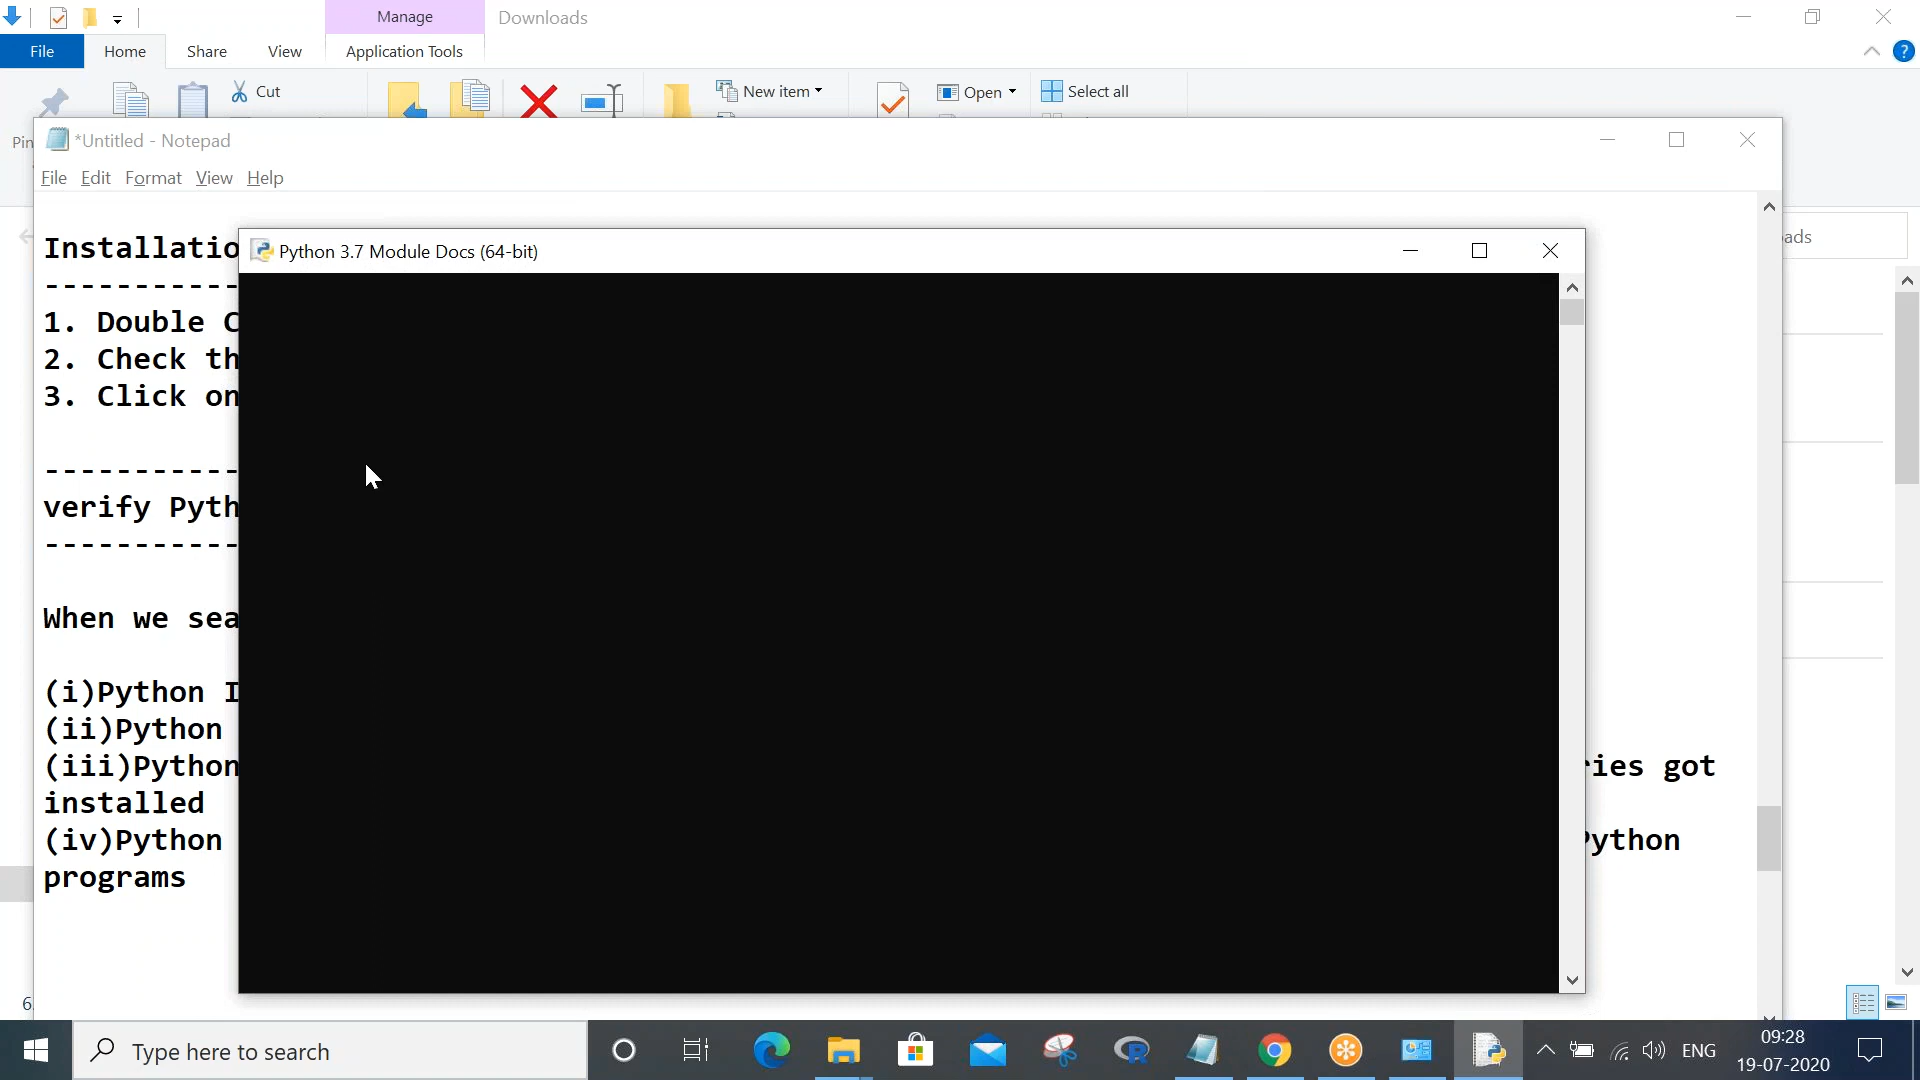 Manage
Downloads
File
Home
Share
View
Application Tools
Cut
New item
Open
Select all
Pin
*Untitled - Notepad
File
Edit
Format
View
Help
ads
Installatio
-----------
Python 3.7 Module Docs (64-bit)
1. Double C
2. Check th
3. Click on
-----------
verify Pyth
-----------
When we sea
(i)Python I
(ii)Python
(iii)Python
ries got
installed
(iv)Python
Python
programs
6
Type here to search
ENG
09:28
19-07-2020